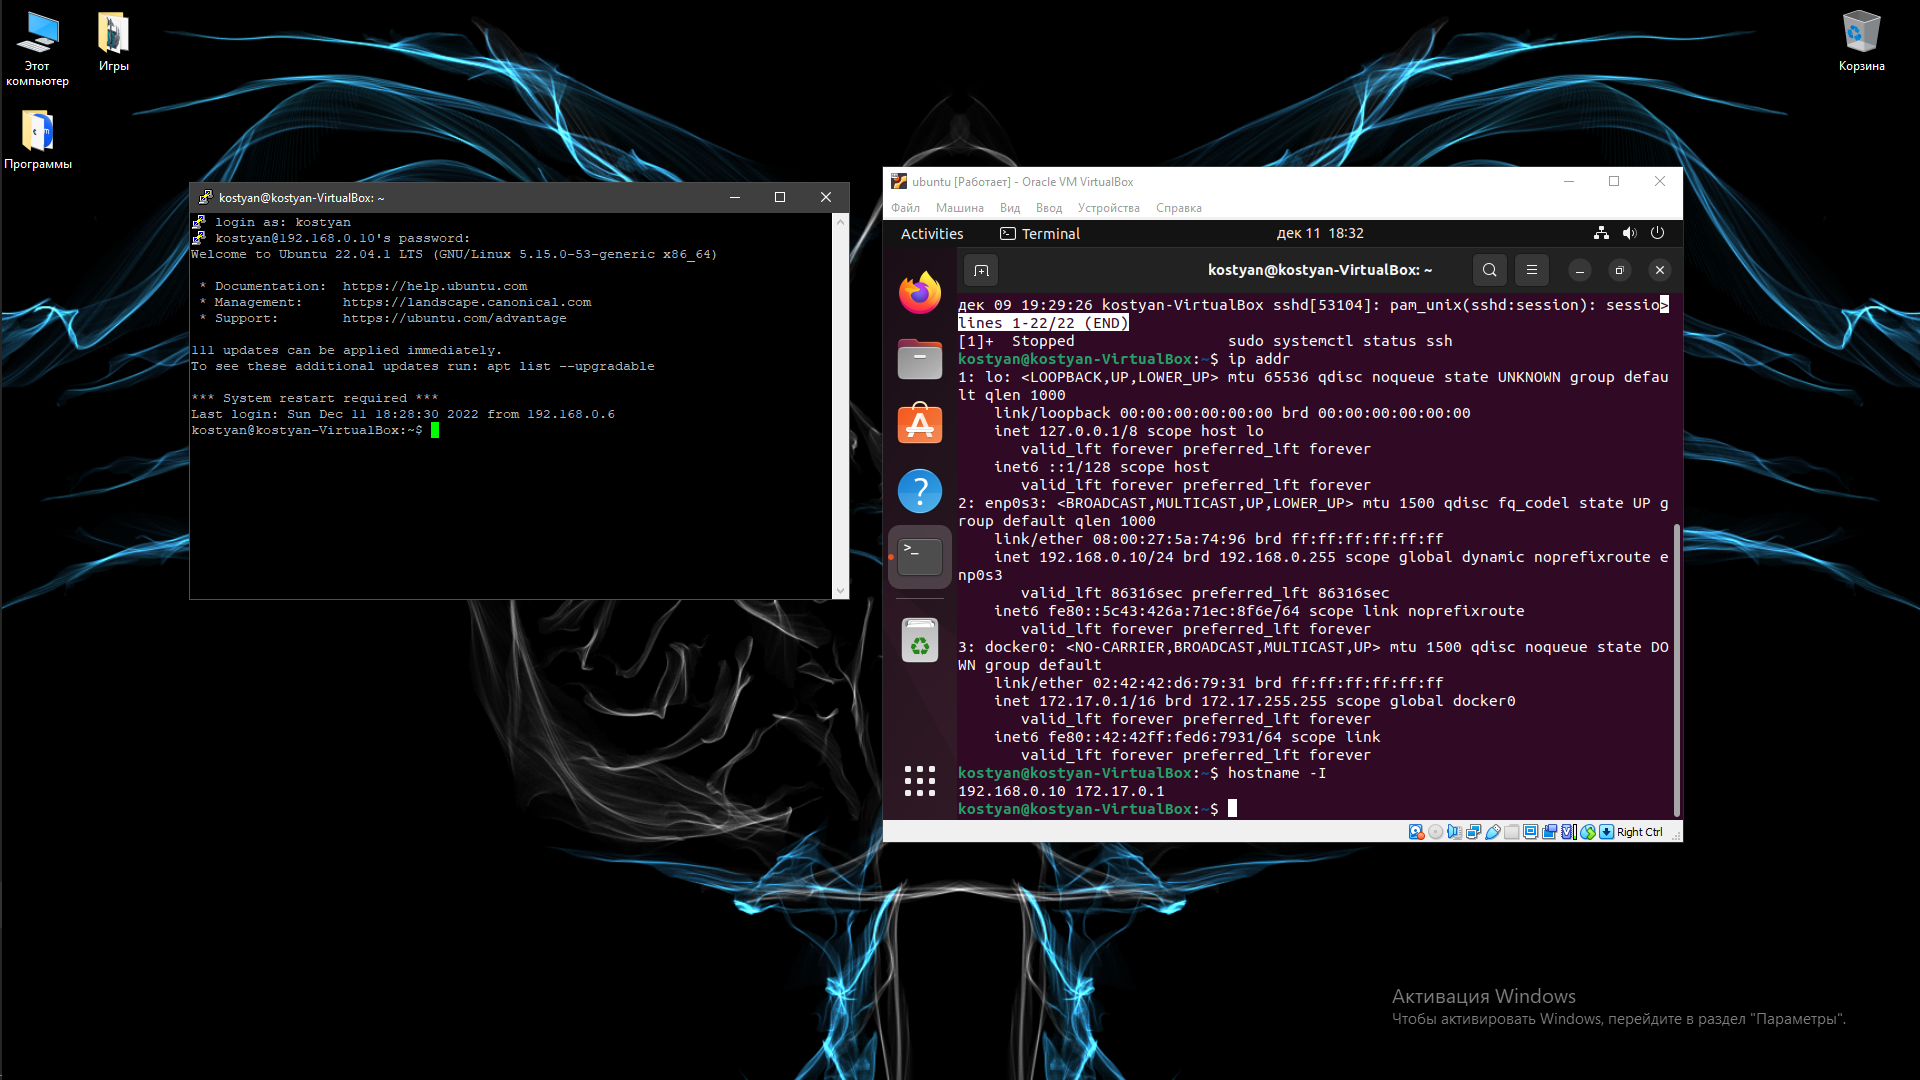 Этот
компьютер
Игры
Программы
Корзина
kostyan@kostyan-VirtualBox: ~
login as: kostyan
kostyan@192.168.0.10's password:
Welcome to Ubuntu 22.04.1 LTS (GNU/Linux 5.15.0-53-generic x86_64)
* Documentation:  https://help.ubuntu.com
* Management:     https://landscape.canonical.com
* Support:        https://ubuntu.com/advantage
111 updates can be applied immediately.
To see these additional updates run: apt list --upgradable
*** System restart required ***
Last login: Sun Dec 11 18:28:30 2022 from 192.168.0.6
kostyan@kostyan-VirtualBox:~$
ubuntu [Работает] - Oracle VM VirtualBox
Файл Машина Вид Ввод Устройства Справка
Activities Terminal дек 11 18:32
kostyan@kostyan-VirtualBox: ~
дек 09 19:29:26 kostyan-VirtualBox sshd[53104]: pam_unix(sshd:session): sessio>
lines 1-22/22 (END)
[1]+  Stopped                 sudo systemctl status ssh
kostyan@kostyan-VirtualBox:~$ ip addr
1: lo: <LOOPBACK,UP,LOWER_UP> mtu 65536 qdisc noqueue state UNKNOWN group defau
lt qlen 1000
link/loopback 00:00:00:00:00:00 brd 00:00:00:00:00:00
inet 127.0.0.1/8 scope host lo
valid_lft forever preferred_lft forever
inet6 ::1/128 scope host
valid_lft forever preferred_lft forever
2: enp0s3: <BROADCAST,MULTICAST,UP,LOWER_UP> mtu 1500 qdisc fq_codel state UP g
roup default qlen 1000
link/ether 08:00:27:5a:74:96 brd ff:ff:ff:ff:ff:ff
inet 192.168.0.10/24 brd 192.168.0.255 scope global dynamic noprefixroute e
np0s3
valid_lft 86316sec preferred_lft 86316sec
inet6 fe80::5c43:426a:71ec:8f6e/64 scope link noprefixroute
valid_lft forever preferred_lft forever
3: docker0: <NO-CARRIER,BROADCAST,MULTICAST,UP> mtu 1500 qdisc noqueue state DO
WN group default
link/ether 02:42:42:d6:79:31 brd ff:ff:ff:ff:ff:ff
inet 172.17.0.1/16 brd 172.17.255.255 scope global docker0
valid_lft forever preferred_lft forever
inet6 fe80::42:42ff:fed6:7931/64 scope link
valid_lft forever preferred_lft forever
kostyan@kostyan-VirtualBox:~$ hostname -I
192.168.0.10 172.17.0.1
kostyan@kostyan-VirtualBox:~$
Right Ctrl
Активация Windows
Чтобы активировать Windows, перейдите в раздел "Параметры".